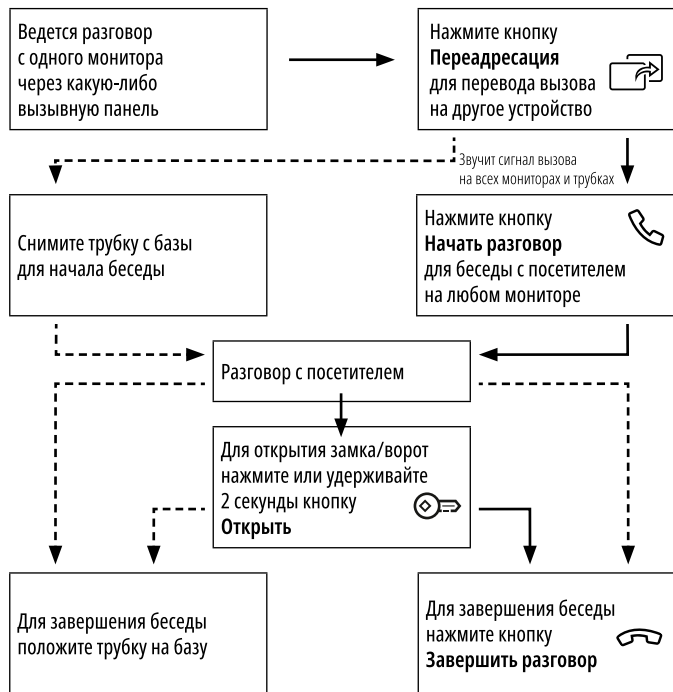 Ведется разговор
с одного монитора
через какую-либо
вызывную панель
Нажмите кнопку
Переадресация
для перевода вызова
на другое устройство
Звучит сигнал вызова
на всех мониторах и трубках
Снимите трубку с базы
для начала беседы
Нажмите кнопку
Начать разговор
для беседы с посетителем
на любом мониторе
Разговор с посетителем
Для открытия замка/ворот
нажмите или удерживайте
2 секунды кнопку
Открыть
Для завершения беседы
положите трубку на базу
Для завершения беседы
нажмите кнопку
Завершить разговор